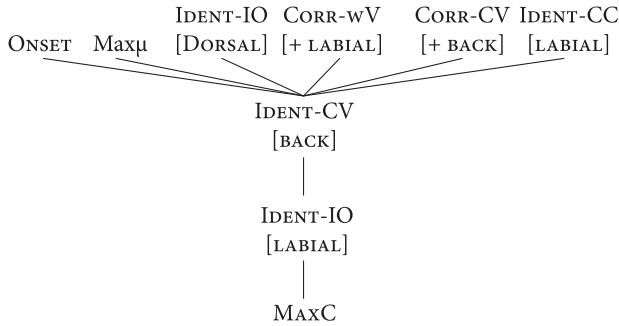 IDENT-IO CORR-wV CORR-CV IDENT-CC
ONSET Maxμ [DORSAL] [+ LABIAL] [+ BACK] [LABIAL]
IDENT-CV
[BACK]
IDENT-IO
[LABIAL]
MAXC